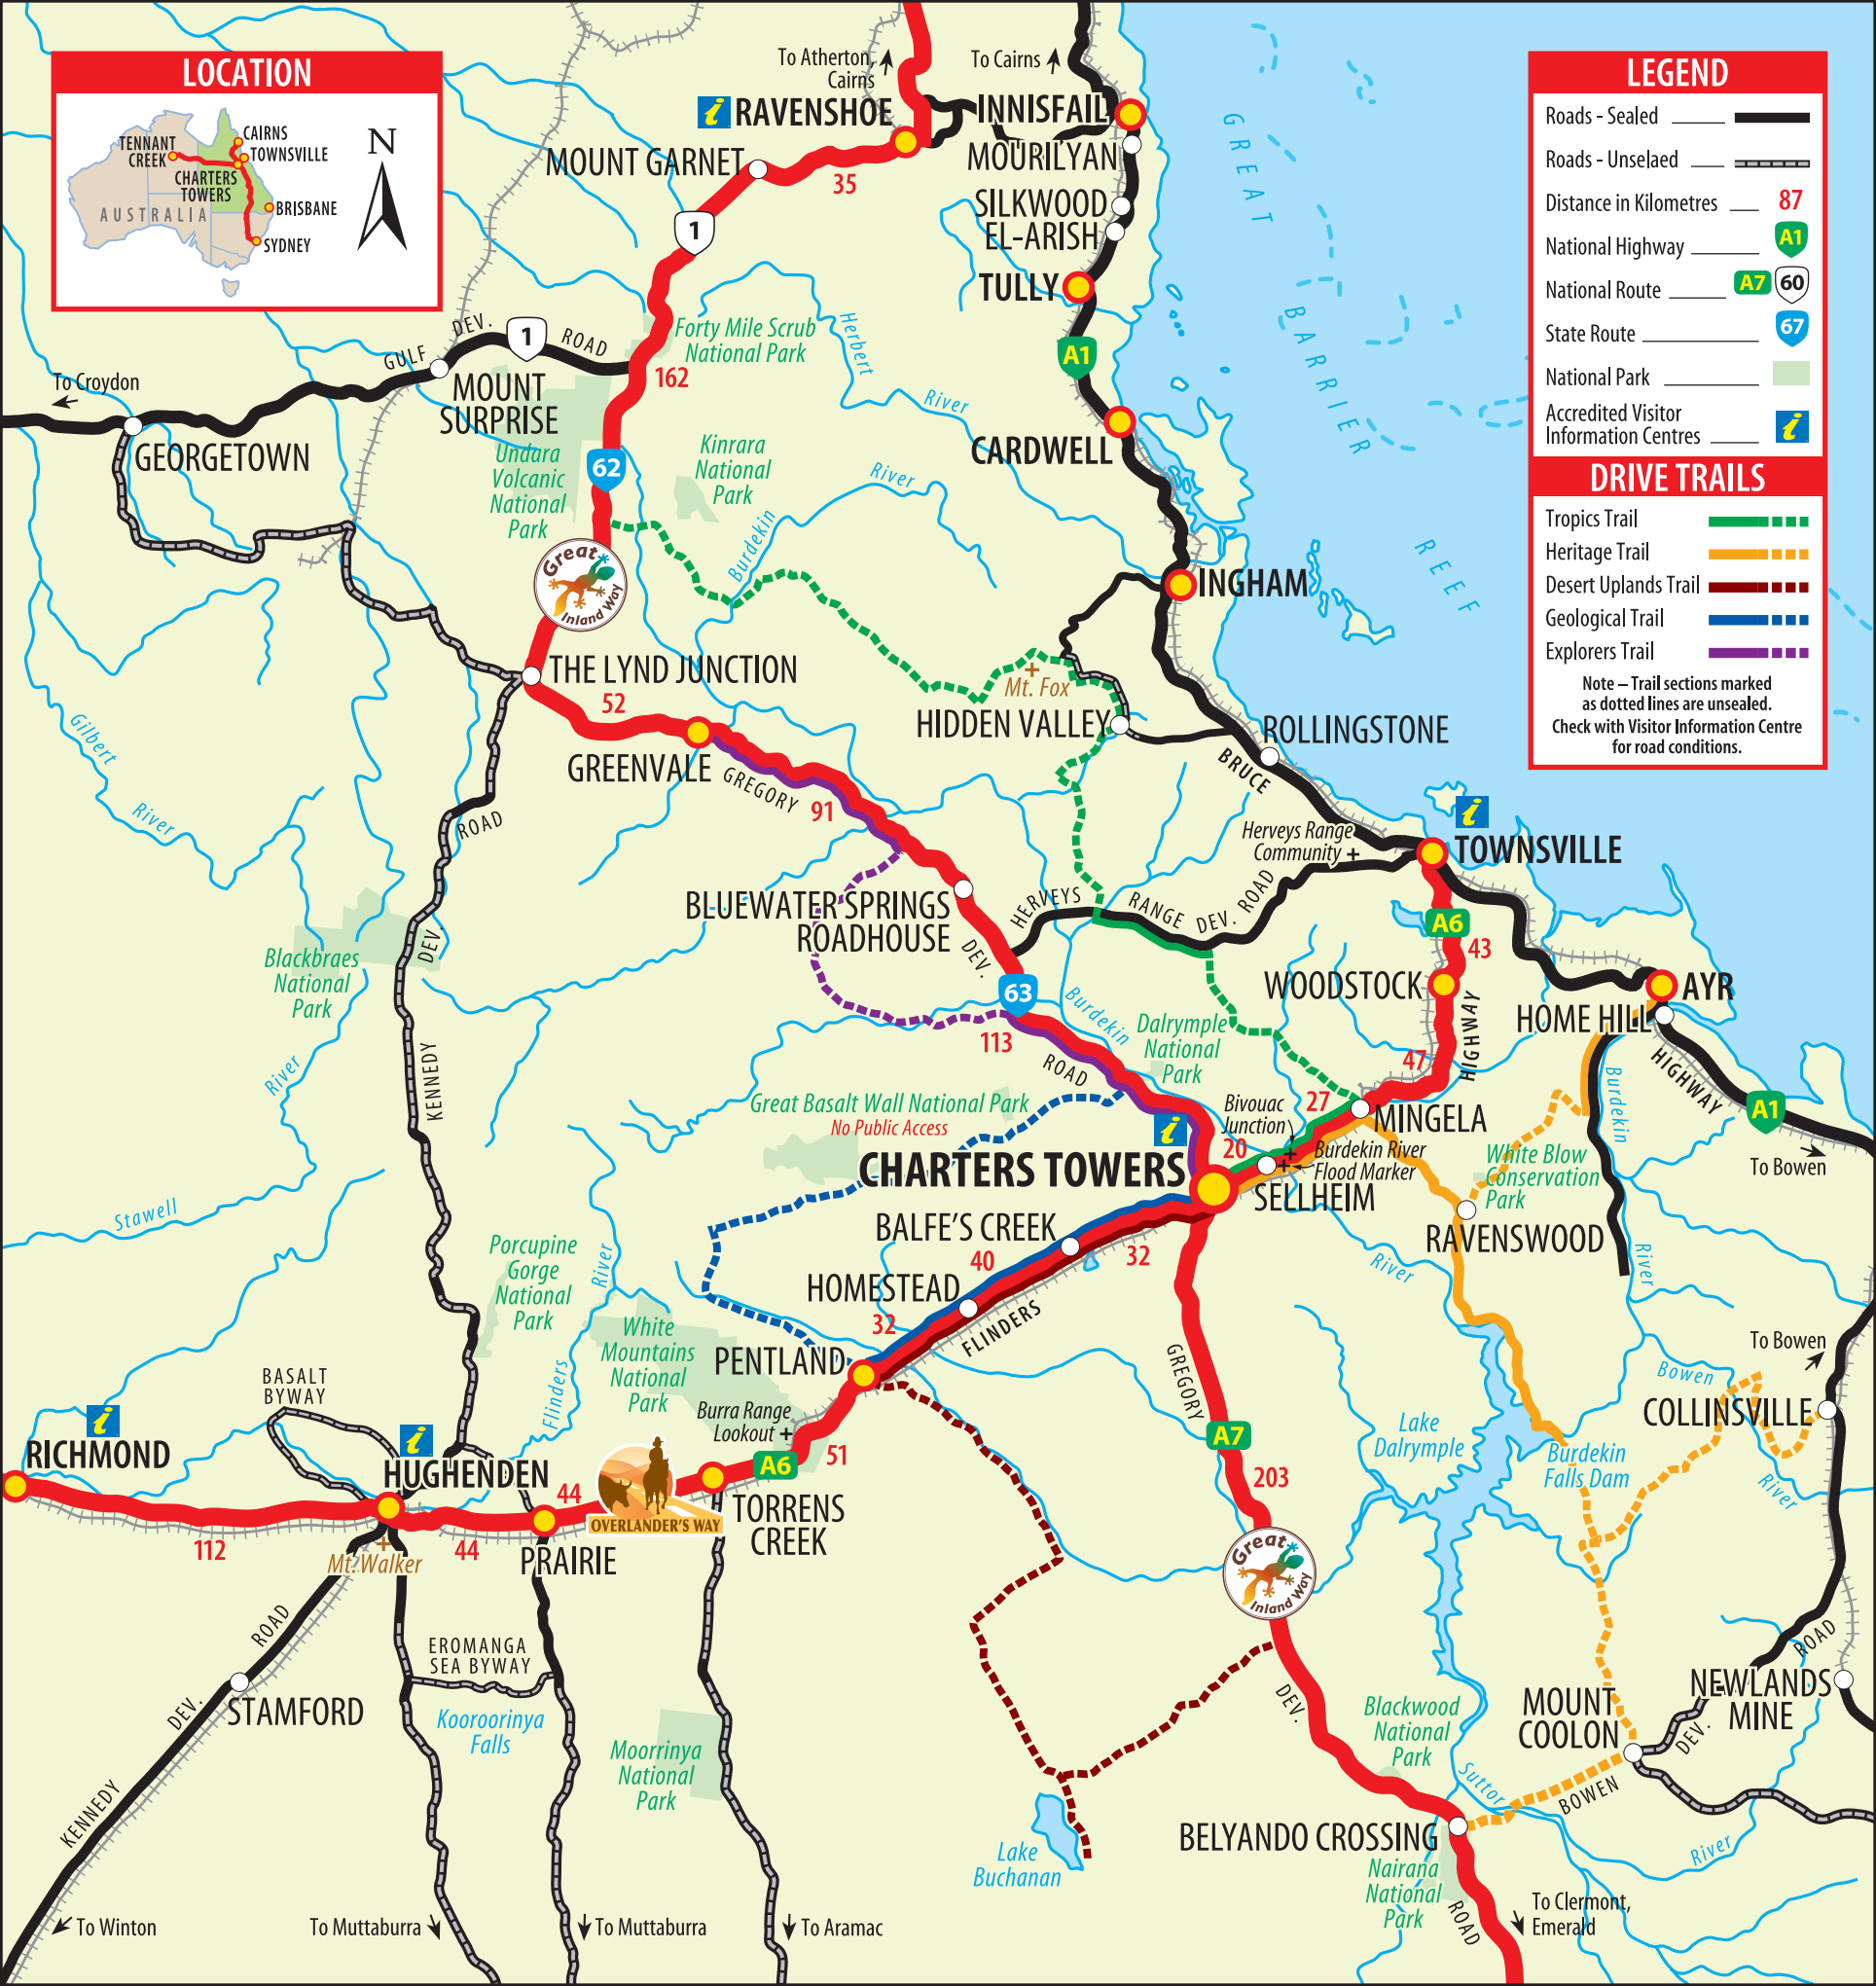 LOCATION
TENNANT
CREEK
CAIRNS
TOWNSVILLE
CHARTERS
TOWERS
AUSTRALIA
BRISBANE
SYDNEY
N
To Atherton,
Cairns
To Cairns
RAVENSHOE
INNISFAIL
MOUNT GARNET
35
MOURILYAN
SILKWOOD
EL-ARISH
TULLY
1
GREAT
BARRIER
REEF
LEGEND
Roads - Sealed
Roads - Unselaed
Distance in Kilometres 87
National Highway A1
National Route A7 60
State Route 67
National Park
Accredited Visitor
Information Centres i
DRIVE TRAILS
Tropics Trail
Heritage Trail
Desert Uplands Trail
Geological Trail
Explorers Trail
Note – Trail sections marked
as dotted lines are unsealed.
Check with Visitor Information Centre
for road conditions.
Forty Mile Scrub
National Park
Herbert
River
A1
GULF
DEV.
1
ROAD
162
To Croydon
MOUNT
SURPRISE
GEORGETOWN
CARDWELL
Undara
Volcanic
National
Park
62
Kinrara
National
Park
River
Burdekin
Great
Inland Way
INGHAM
THE LYND JUNCTION
52
Mt. Fox
HIDDEN VALLEY
ROLLINGSTONE
BRUCE
GREENVALE
GREGORY
91
Gilbert
River
ROAD
i
TOWNSVILLE
Herveys Range
Community
BLUEWATER SPRINGS
ROADHOUSE
HERVEYS
RANGE
DEV. ROAD
DEV.
A6
43
Blackbraes
National
Park
DEV.
63
WOODSTOCK
AYR
HOME HILL
HIGHWAY
Burdekin
113
ROAD
Dalrymple
National
Park
47
HIGHWAY
A1
To Bowen
River
KENNEDY
Great Basalt Wall National Park
No Public Access
i
Bivouac
Junction
27
MINGELA
Burdekin
20
Burdekin River
Flood Marker
White Blow
Conservation
Park
CHARTERS TOWERS
SELLHEIM
RAVENSWOOD
Stawell
BALFE'S CREEK
40
32
River
River
Porcupine
Gorge
National
Park
River
HOMESTEAD
32
FLINDERS
White
Mountains
National
Park
PENTLAND
GREGORY
To Bowen
Bowen
COLLINSVILLE
BASALT
BYWAY
Flinders
Burra Range
Lookout
A7
Lake
Dalrymple
Burdekin
Falls Dam
River
i
RICHMOND
i
HUGHENDEN
A6
51
44
OVERLANDER'S WAY
TORRENS
CREEK
203
112
Mt. Walker
44
PRAIRIE
Great
Inland Way
ROAD
EROMANGA
SEA BYWAY
ROAD
STAMFORD
DEV.
Kooroorinya
Falls
Moorrinya
National
Park
DEV.
Blackwood
National
Park
MOUNT
COOLON
NEWLANDS
MINE
DEV.
Suttor
BOWEN
KENNEDY
BELYANDO CROSSING
River
Lake
Buchanan
Nairana
National
Park
ROAD
To Clermont,
Emerald
To Winton
To Muttaburra
To Muttaburra
To Aramac